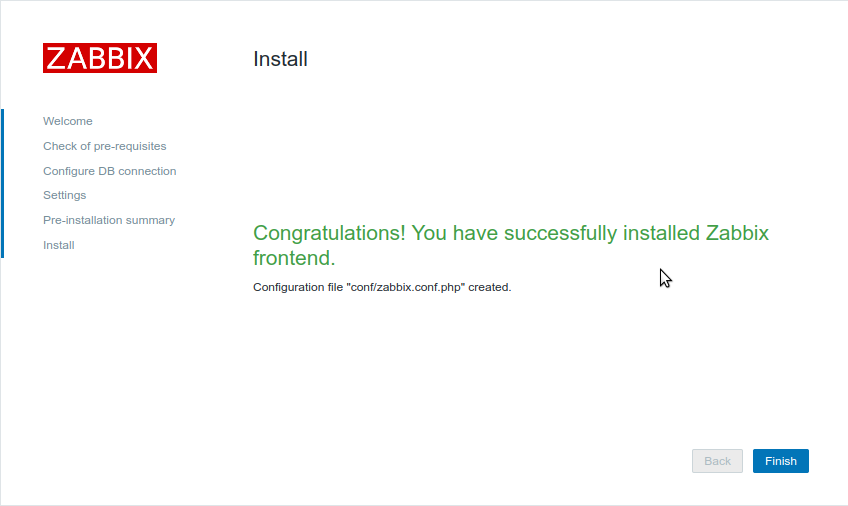 ZABBIX
Install
Welcome
Check of pre-requisites
Configure DB connection
Settings
Pre-installation summary
Install
Congratulations! You have successfully installed Zabbix
frontend.
Configuration file "conf/zabbix.conf.php" created.
Back
Finish